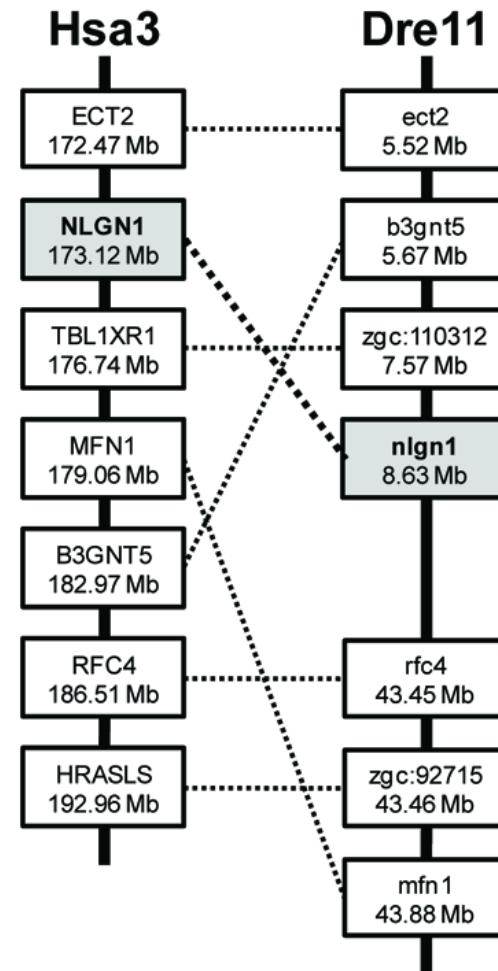 Hsa3
ECT2
172.47 Mb
NLGN1
173.12 Mb
TBL1XR1
176.74 Mb
MFN1
179.06 Mb
B3GNT5
182.97 Mb
RFC4
186.51 Mb
HRASLS
192.96 Mb
Dre11
ect2
5.52 Mb
b3gnt5
5.67 Mb
zgc:110312
7.57 Mb
nlgn1
8.63 Mb
rfc4
43.45 Mb
zgc:92715
43.46 Mb
mfn1
43.88 Mb